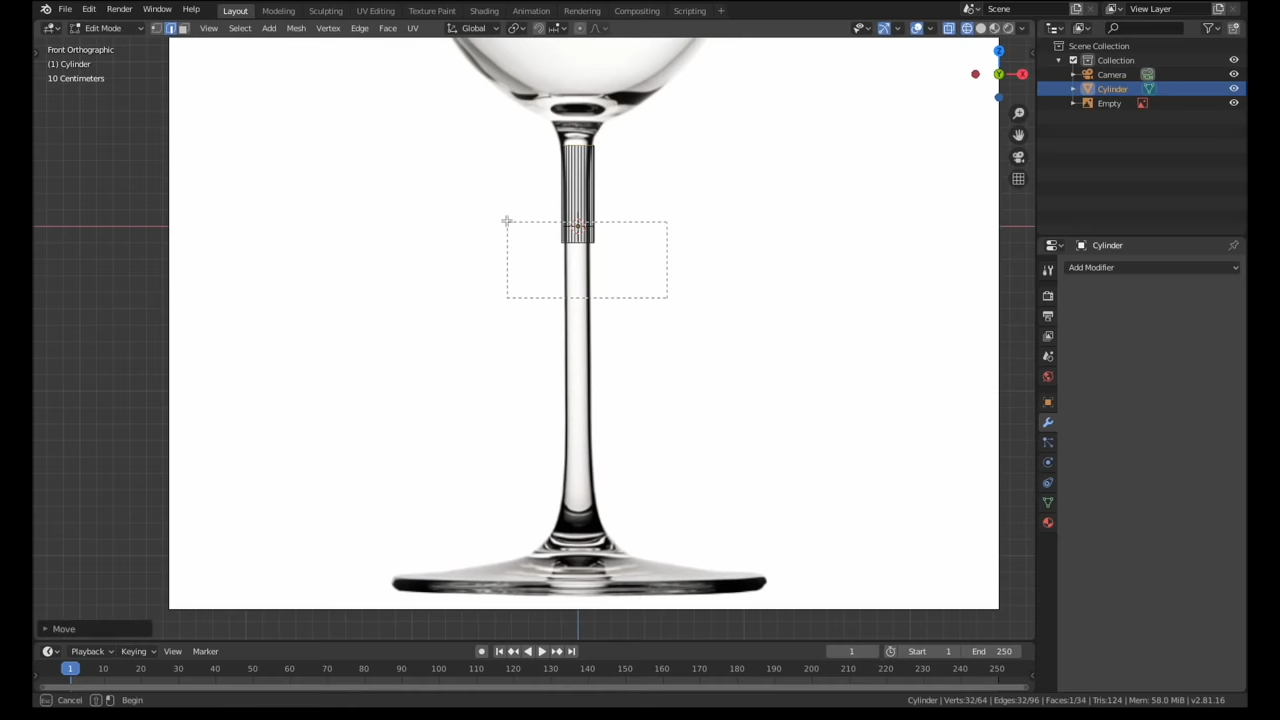 File Edit Render Window Help Layout Modeling Sculpting UV Editing Texture Paint Shading Animation Rendering Compositing Scripting + Scene View Layer
Edit Mode View Select Add Mesh Vertex Edge Face UV Global
Front Orthographic
(1) Cylinder
10 Centimeters
Z
Y
X
Scene Collection
Collection
Camera
Cylinder
Empty
Cylinder
Add Modifier
Move
Playback Keying View Marker 1 Start 1 End 250
1 10 20 30 40 50 60 70 80 90 100 110 120 130 140 150 160 170 180 190 200 210 220 230 240 250
Cancel Begin Cylinder | Verts:32/64 | Edges:32/96 | Faces:1/34 | Tris:124 | Mem: 58.0 MiB | v2.81.16